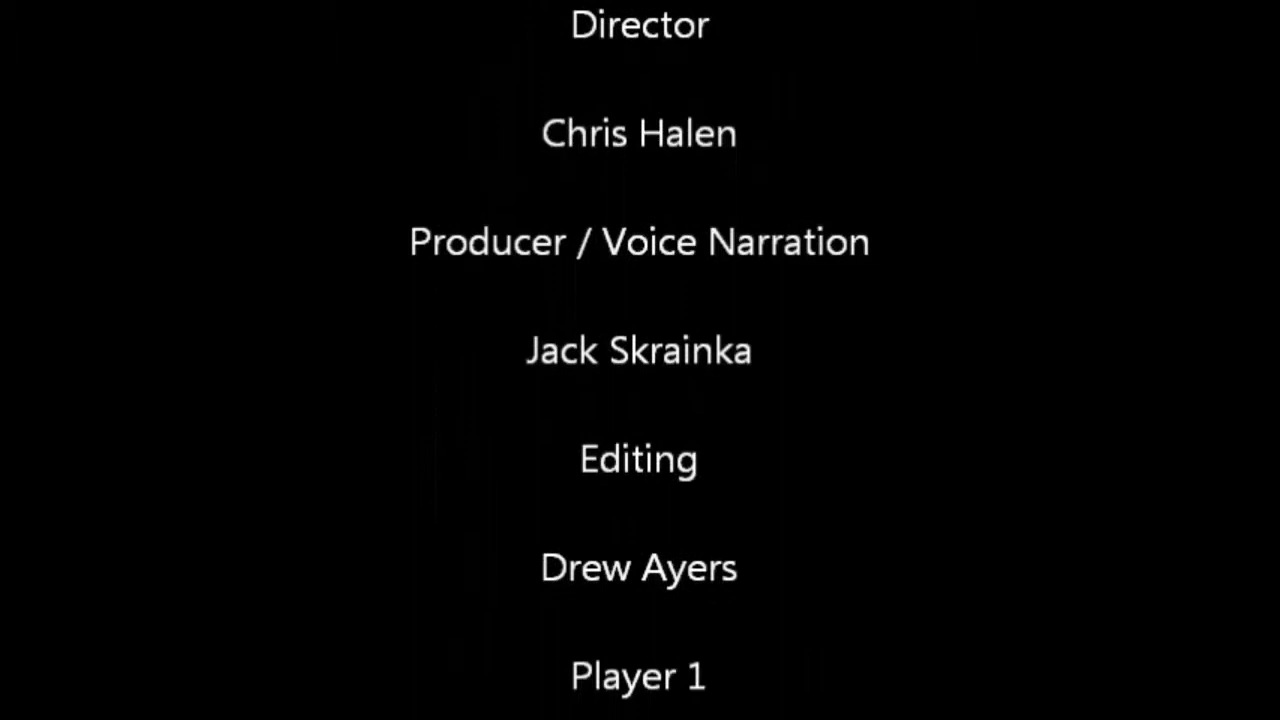 Director
Chris Halen
Producer / Voice Narration
Jack Skrainka
Editing
Drew Ayers
Player 1